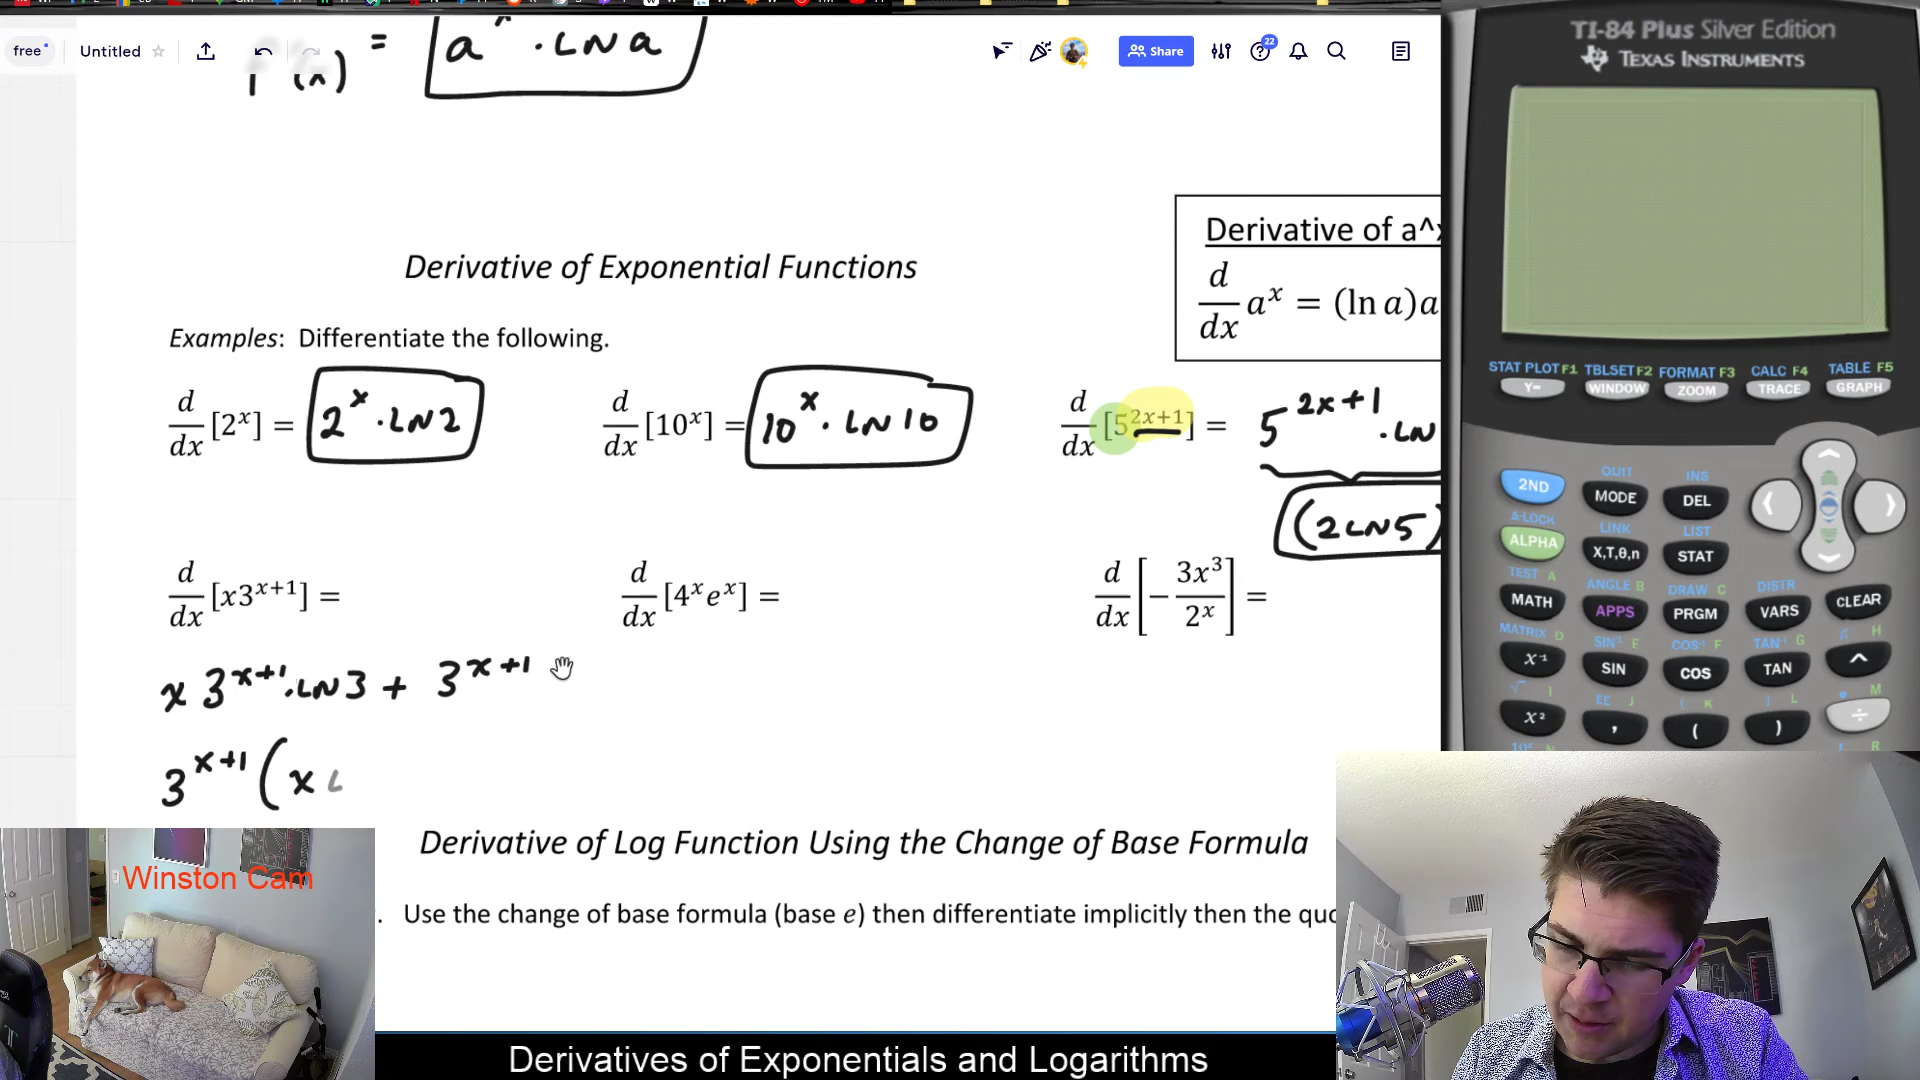 free
Untitled
Share
22
= a^x · LN a
Derivative of a^x
d/dx a^x = (ln a)a
Derivative of Exponential Functions
Examples: Differentiate the following.
d/dx [2^x] = 2^x · LN 2
d/dx [10^x] = 10^x · LN 10
d/dx [5^{2x+1}] = 5^{2x+1} · LN
(2LN5)
d/dx [x3^{x+1}] =
d/dx [4^x e^x] =
d/dx [-3x^3/2^x] =
x 3^{x+1} · LN 3 + 3^{x+1}
3^{x+1} (x
Derivative of Log Function Using the Change of Base Formula
. Use the change of base formula (base e) then differentiate implicitly then the quo
Winston Cam
Derivatives of Exponentials and Logarithms
TI-84 Plus Silver Edition
TEXAS INSTRUMENTS
STAT PLOT F1 TBLSET F2 FORMAT F3 CALC F4 TABLE F5
Y= WINDOW ZOOM TRACE GRAPH
QUIT INS
2ND MODE DEL
A-LOCK LINK LIST
ALPHA X,T,θ,n STAT
TEST A ANGLE B DRAW C DISTR
MATH APPS PRGM VARS CLEAR
MATRIX D SIN⁻¹ E COS⁻¹ F TAN⁻¹ G π H
x⁻¹ SIN COS TAN ^
√ I EE J { K } L e M
x² , ( ) ÷